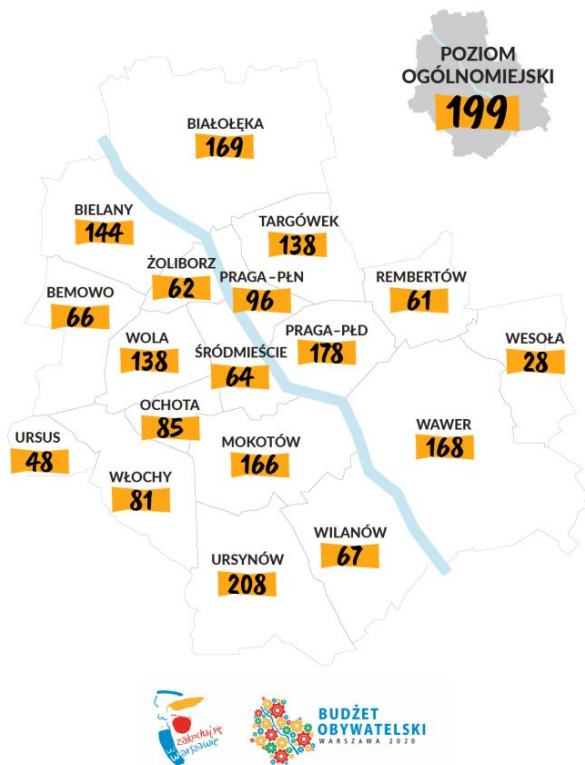 POZIOM
OGÓLNOMIEJSKI
199
BIAŁOŁĘKA
169
BIELANY
144
TARGÓWEK
138
ŻOLIBORZ
62
PRAGA-PŁN
96
REMBERTÓW
61
BEMOWO
66
WOLA
138
PRAGA-PŁD
178
WESOŁA
28
ŚRÓDMIEŚCIE
64
OCHOTA
85
WAWER
168
URSUS
48
MOKOTÓW
166
WŁOCHY
81
WILANÓW
67
URSYNÓW
208
zakochaj się
w Warszawie
BUDŻET
OBYWATELSKI
WARSZAWA 2020